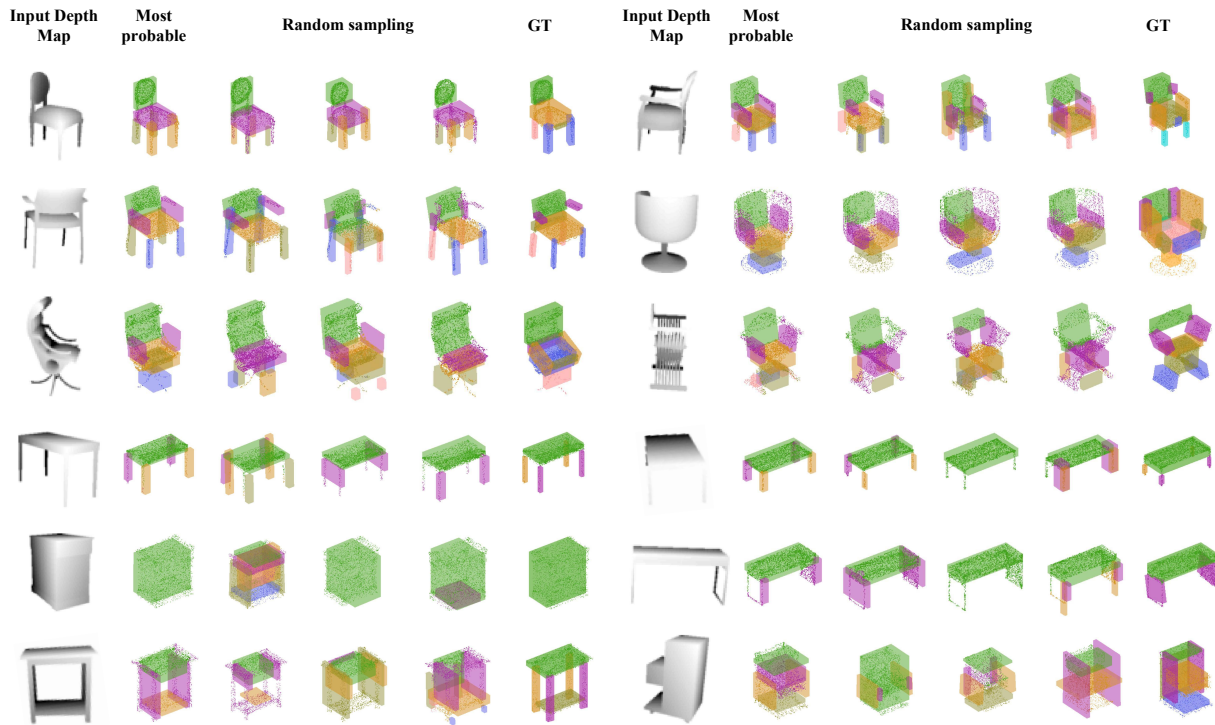 Input Depth Map
Most probable
Random sampling
GT
Input Depth Map
Most probable
Random sampling
GT